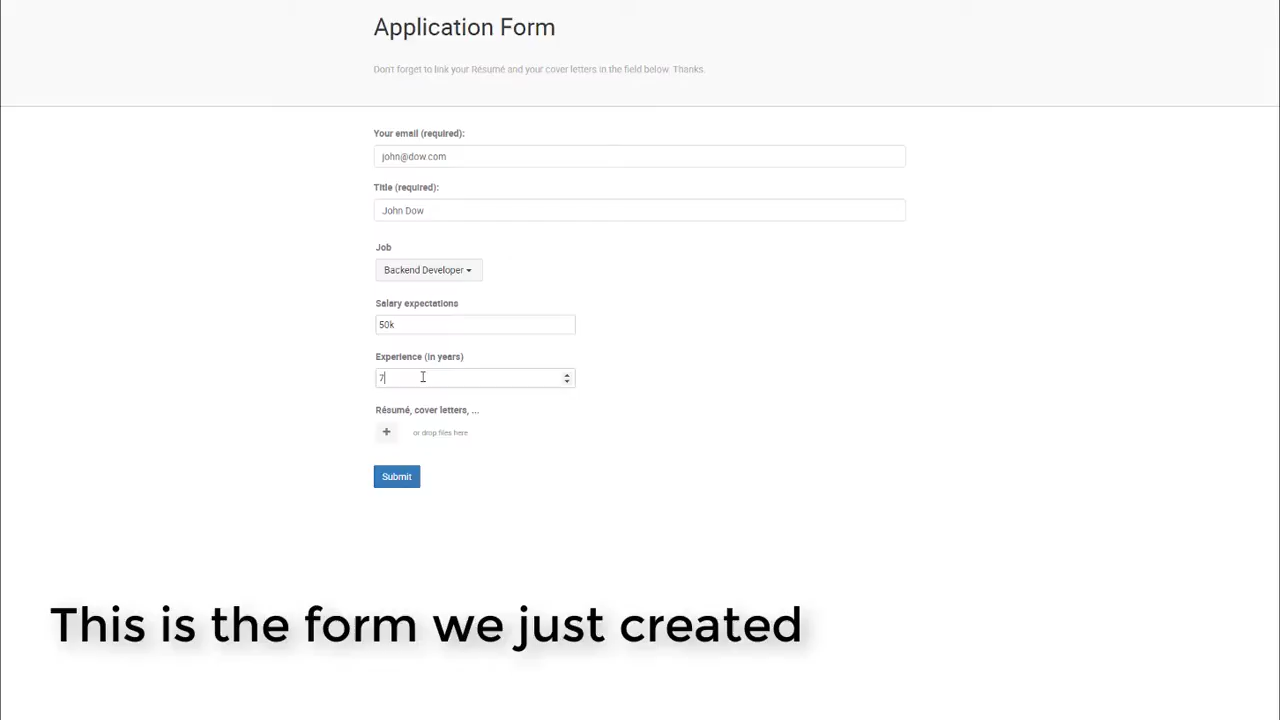 Application Form
Don't forget to link your Résumé and your cover letters in the field below. Thanks.
Your email (required):
john@dow.com
Title (required):
John Dow
Job
Backend Developer
Salary expectations
50k
Experience (in years)
7
Résumé, cover letters, ...
+ or drop files here
Submit
This is the form we just created